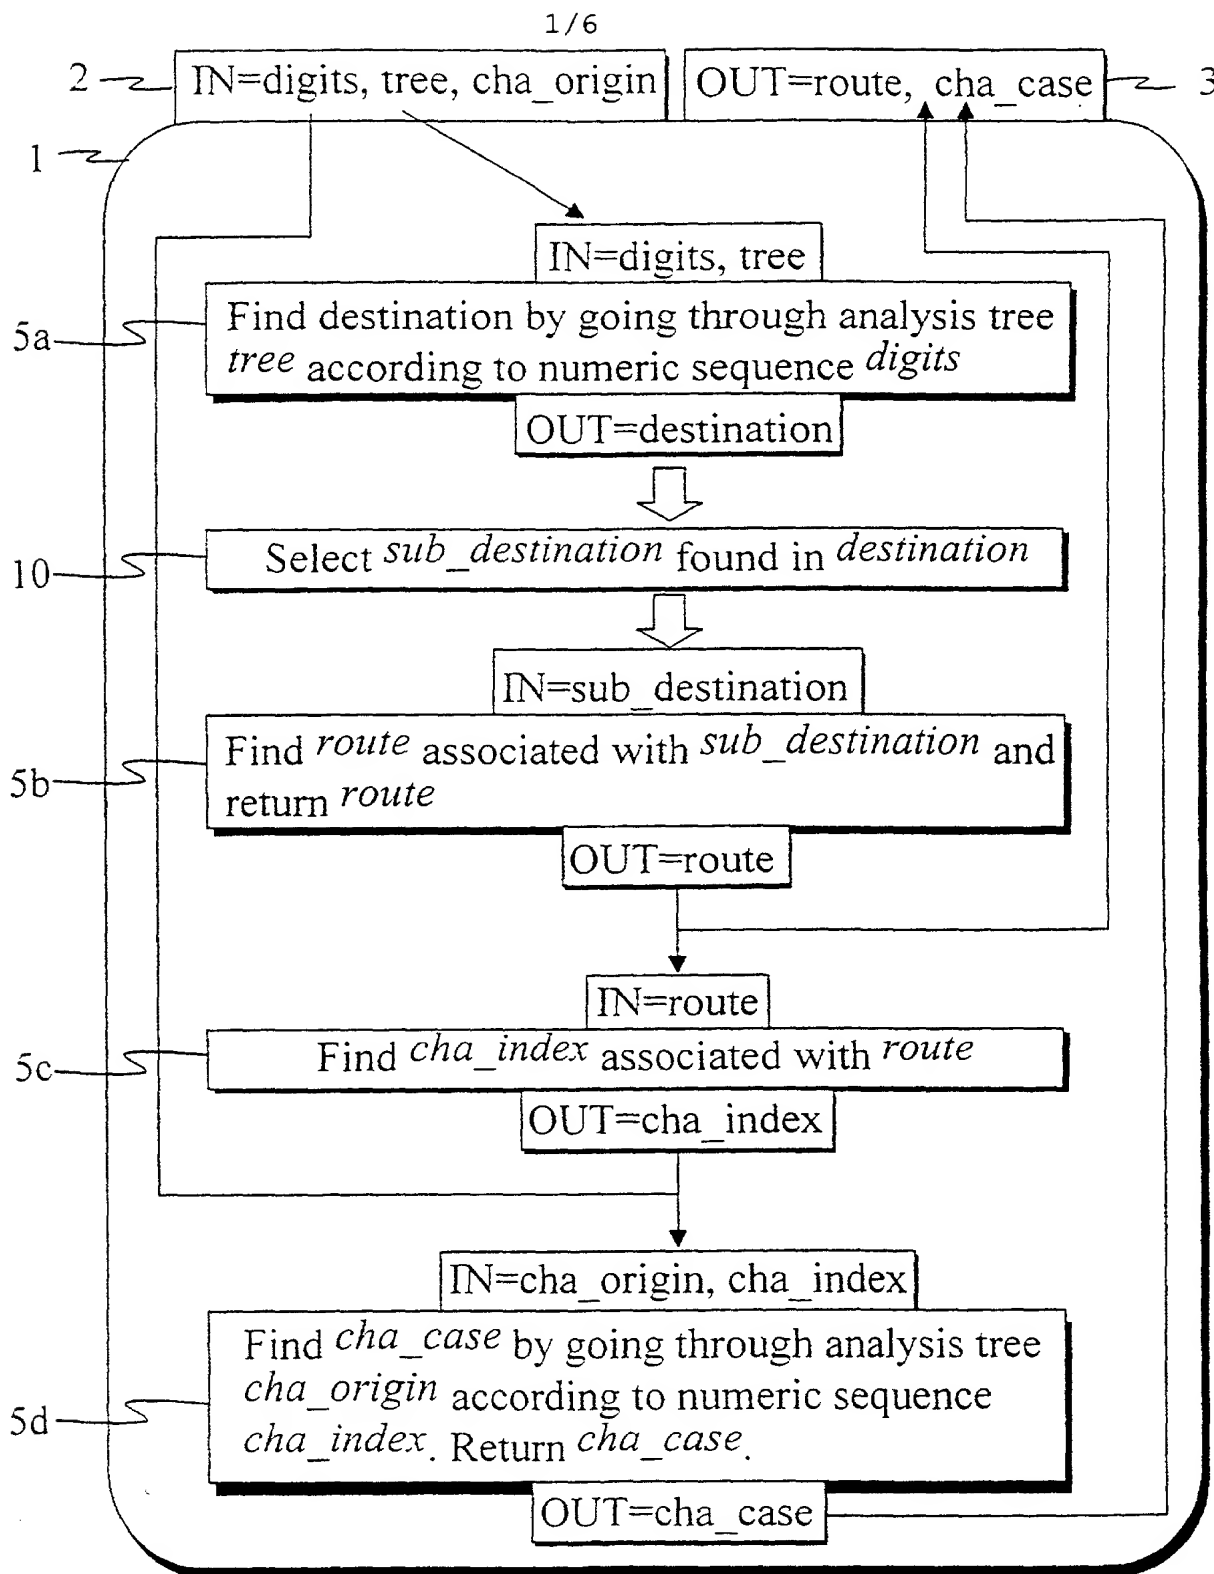 1/6
2 IN=digits, tree, cha_origin OUT=route, cha_case 3
1
IN=digits, tree
5a Find destination by going through analysis tree
tree according to numeric sequence digits
OUT=destination
10 Select sub_destination found in destination
IN=sub_destination
5b Find route associated with sub_destination and
return route
OUT=route
IN=route
5c Find cha_index associated with route
OUT=cha_index
IN=cha_origin, cha_index
Find cha_case by going through analysis tree
5d cha_origin according to numeric sequence
cha_index. Return cha_case.
OUT=cha_case